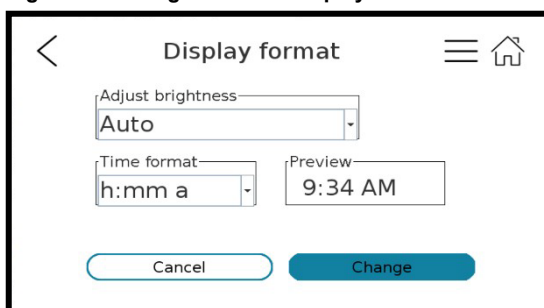 Display format
Adjust brightness
Auto
Time format
Preview
h:mm a
9:34 AM
Cancel
Change